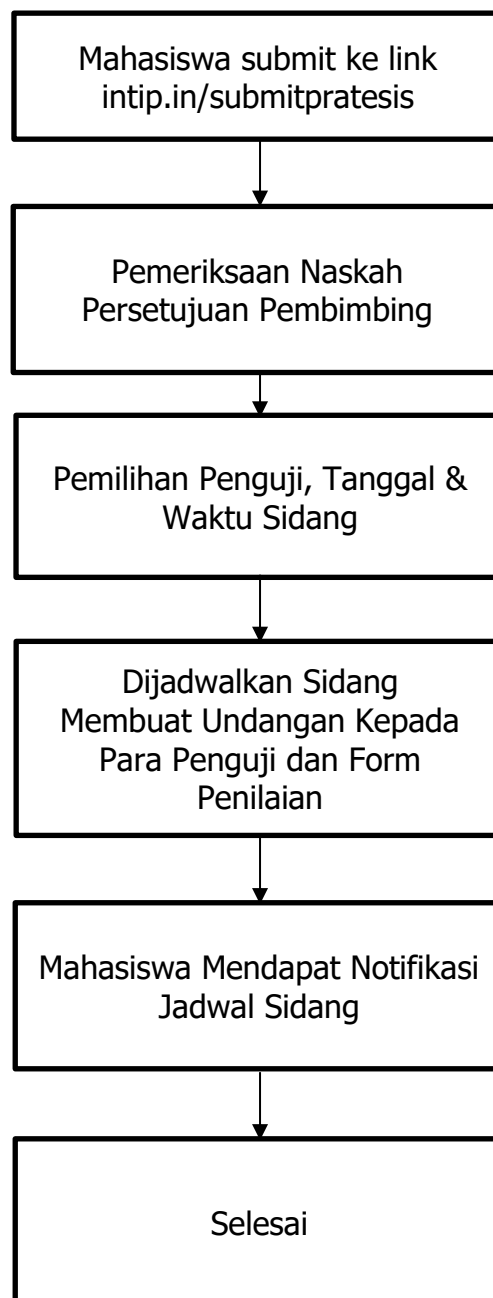 Mahasiswa submit ke link
intip.in/submitpratesis
Pemeriksaan Naskah
Persetujuan Pembimbing
Pemilihan Penguji, Tanggal &
Waktu Sidang
Dijadwalkan Sidang
Membuat Undangan Kepada
Para Penguji dan Form
Penilaian
Mahasiswa Mendapat Notifikasi
Jadwal Sidang
Selesai